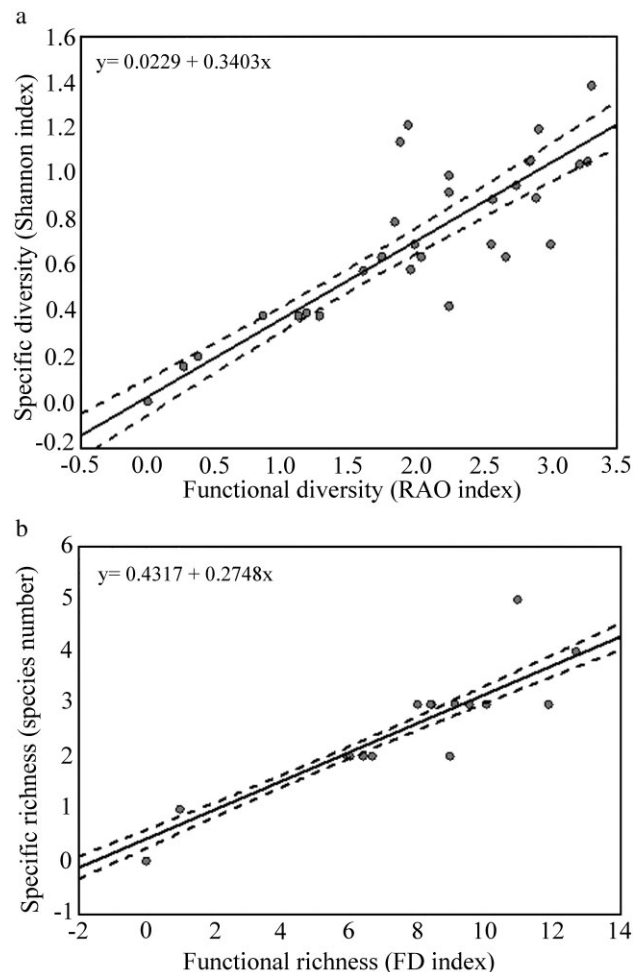 a
1.6
y= 0.0229 + 0.3403x
1.4
1.2
1.0
0.8
0.6
0.4
0.2
0.0
-0.2
Specific diversity (Shannon index)
-0.5 0.0 0.5 1.0 1.5 2.0 2.5 3.0 3.5
Functional diversity (RAO index)
b
6
y= 0.4317 + 0.2748x
5
4
3
2
1
0
-1
Specific richness (species number)
-2 0 2 4 6 8 10 12 14
Functional richness (FD index)